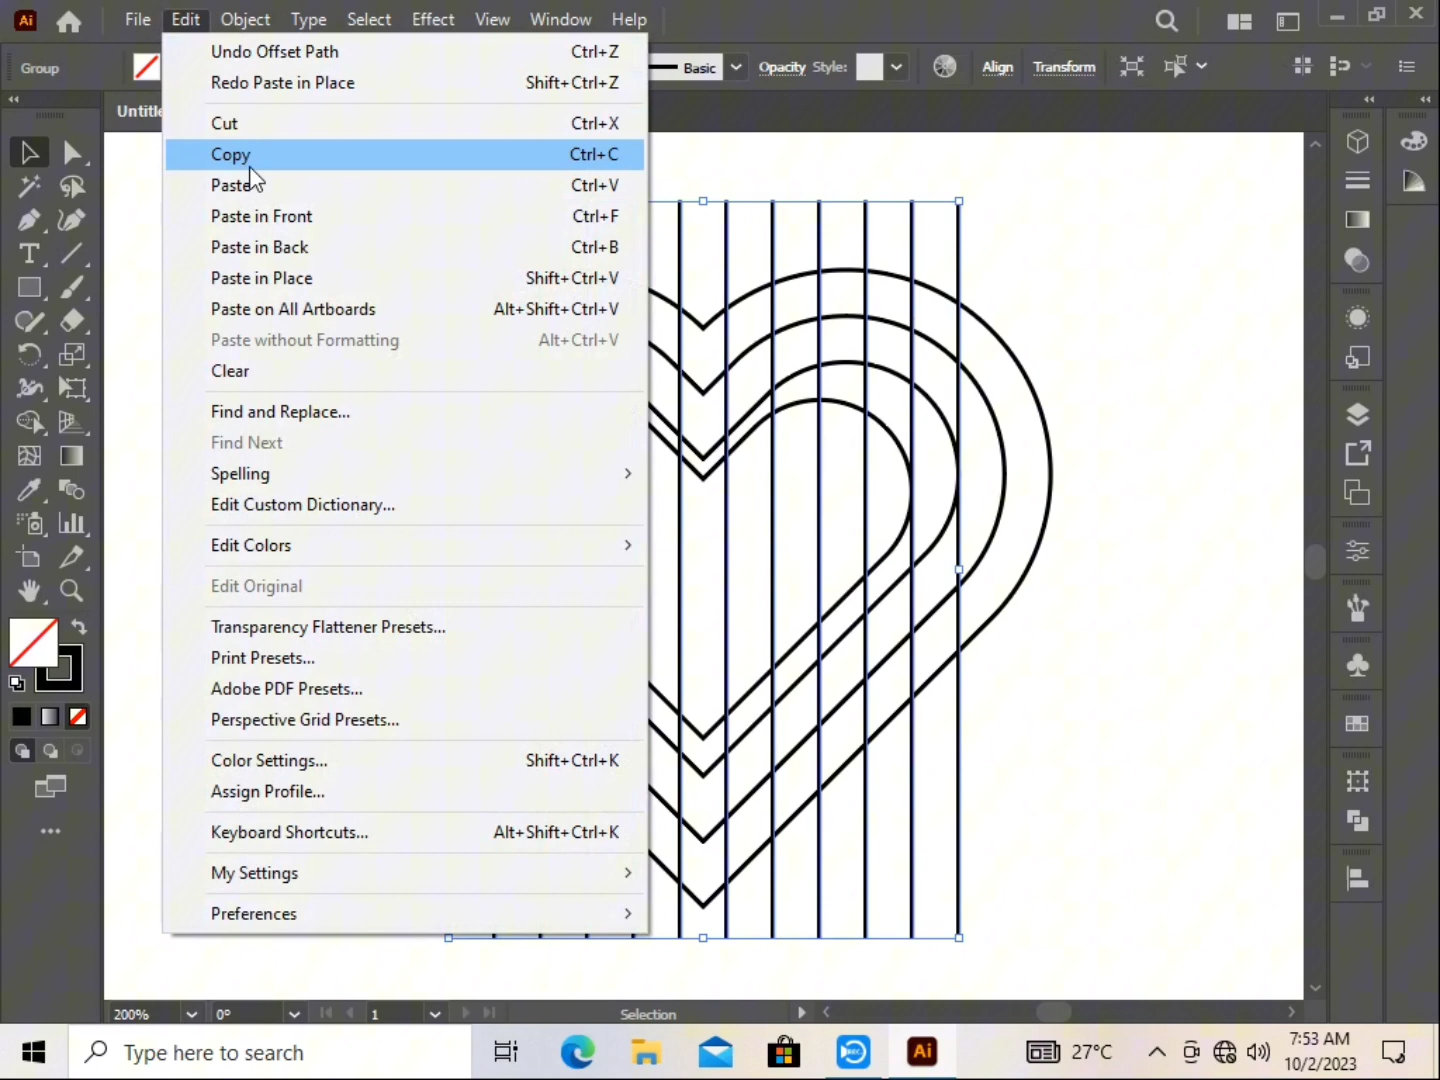 Ai File Edit Object Type Select Effect View Window Help
Group Basic Opacity Style: Align Transform
Undo Offset Path Ctrl+Z
Redo Paste in Place Shift+Ctrl+Z
Cut Ctrl+X
Copy Ctrl+C
Paste Ctrl+V
Paste in Front Ctrl+F
Paste in Back Ctrl+B
Paste in Place Shift+Ctrl+V
Paste on All Artboards Alt+Shift+Ctrl+V
Paste without Formatting Alt+Ctrl+V
Clear
Find and Replace...
Find Next
Spelling
Edit Custom Dictionary...
Edit Colors
Edit Original
Transparency Flattener Presets...
Print Presets...
Adobe PDF Presets...
Perspective Grid Presets...
Color Settings... Shift+Ctrl+K
Assign Profile...
Keyboard Shortcuts... Alt+Shift+Ctrl+K
My Settings
Preferences
200% 0° 1 Selection
Type here to search REC Ai 27°C 7:53 AM
10/2/2023